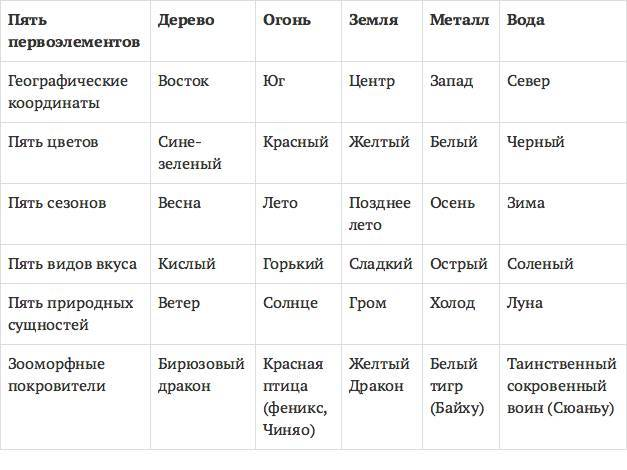 Пять первоэлементов Дерево Огонь Земля Металл Вода
Географические координаты Восток Юг Центр Запад Север
Пять цветов Сине-зеленый Красный Желтый Белый Черный
Пять сезонов Весна Лето Позднее лето Осень Зима
Пять видов вкуса Кислый Горький Сладкий Острый Соленый
Пять природных сущностей Ветер Солнце Гром Холод Луна
Зооморфные покровители Бирюзовый дракон Красная птица (феникс, Чиняо) Желтый Дракон Белый тигр (Байху) Таинственный сокровенный воин (Сюаньу)